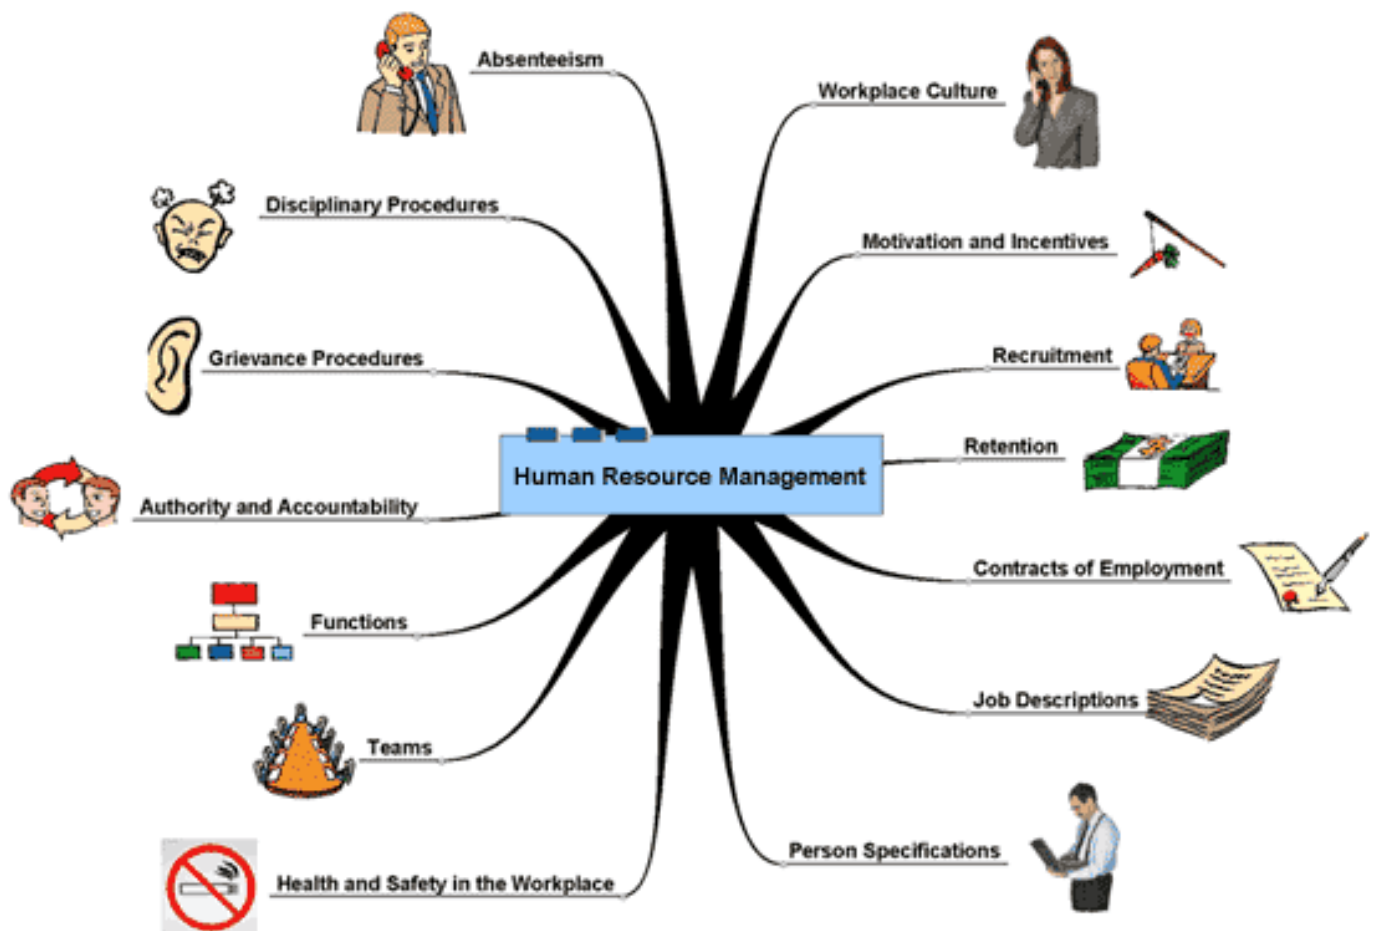 Absenteeism
Workplace Culture
Disciplinary Procedures
Motivation and Incentives
Grievance Procedures
Recruitment
Retention
Human Resource Management
Authority and Accountability
Contracts of Employment
Functions
Job Descriptions
Teams
Person Specifications
Health and Safety in the Workplace